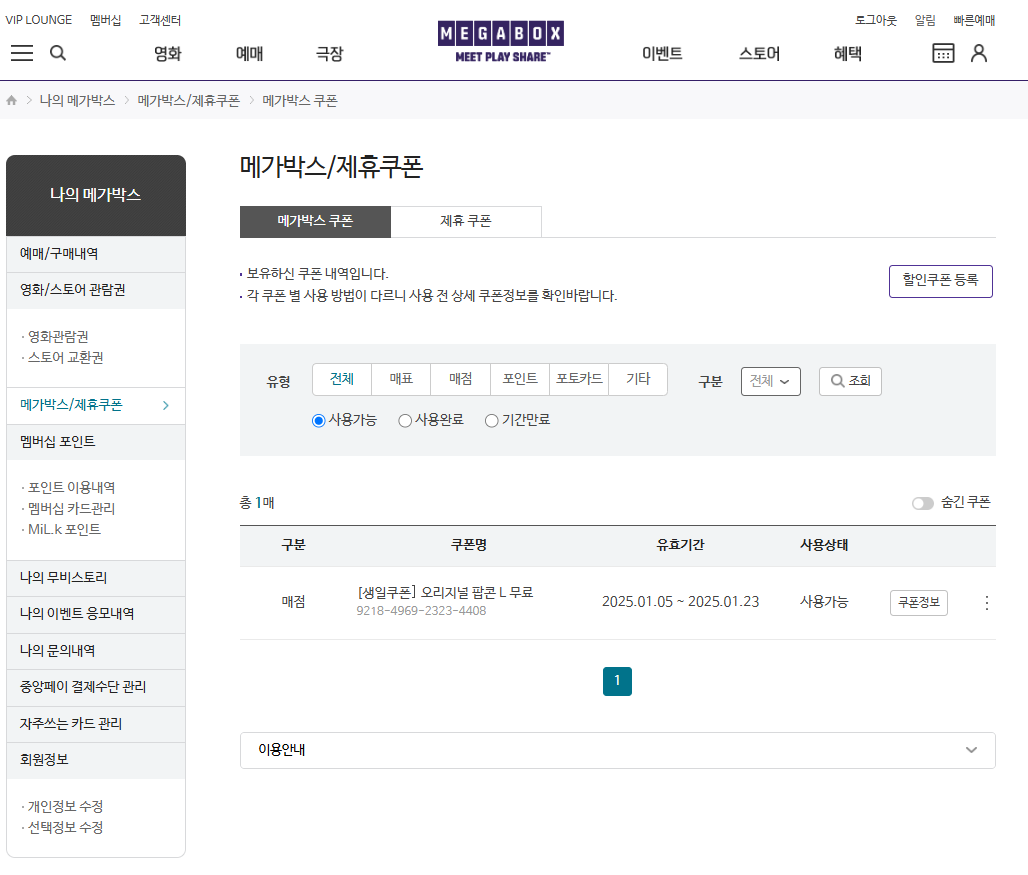 VIP LOUNGE 멤버십 고객센터
로그아웃 알림 빠른예매
영화 예매 극장
MEGABOX
MEET PLAY SHARE™
이벤트 스토어 혜택
나의 메가박스 > 메가박스/제휴쿠폰 > 메가박스 쿠폰
나의 메가박스
예매/구매내역
영화/스토어 관람권
· 영화관람권
· 스토어 교환권
메가박스/제휴쿠폰
멤버십 포인트
· 포인트 이용내역
· 멤버십 카드관리
· MiL.k 포인트
나의 무비스토리
나의 이벤트 응모내역
나의 문의내역
중앙페이 결제수단 관리
자주쓰는 카드 관리
회원정보
· 개인정보 수정
· 선택정보 수정
메가박스/제휴쿠폰
메가박스 쿠폰 제휴 쿠폰
· 보유하신 쿠폰 내역입니다.
· 각 쿠폰 별 사용 방법이 다르니 사용 전 상세 쿠폰정보를 확인바랍니다.
할인쿠폰 등록
유형 전체 매표 매점 포인트 포토카드 기타 구분 전체 조회
사용가능 사용완료 기간만료
총 1매
숨긴 쿠폰
구분 쿠폰명 유효기간 사용상태
매점 [생일쿠폰] 오리지널 팝콘 L 무료 2025.01.05 ~ 2025.01.23 사용가능 쿠폰정보
9218-4969-2323-4408
1
이용안내